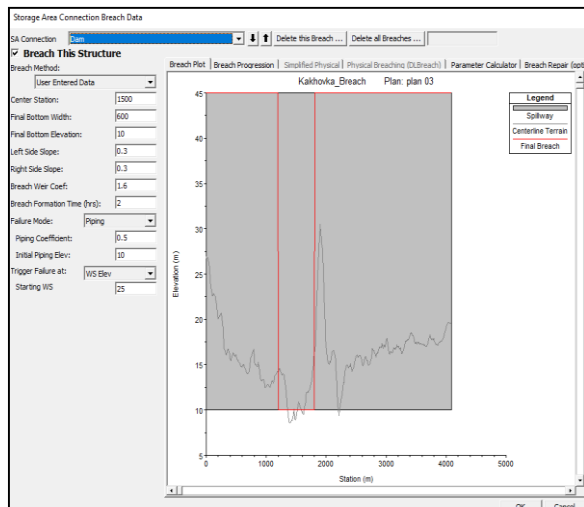 Storage Area Connection Breach Data
SA Connection Dam Delete this Breach ... Delete all Breaches ...
Breach This Structure
Breach Method:
User Entered Data
Center Station: 1500
Final Bottom Width: 600
Final Bottom Elevation: 10
Left Side Slope: 0.3
Right Side Slope: 0.3
Breach Weir Coef: 1.6
Breach Formation Time (hrs): 2
Failure Mode: Piping
Piping Coefficient: 0.5
Initial Piping Elev: 10
Trigger Failure at: WS Elev
Starting WS 25
Breach Plot Breach Progression Simplified Physical Physical Breaching (DLBreach) Parameter Calculator Breach Repair (opti
Kakhovka_Breach Plan: plan 03
45
40
35
30
25
20
15
10
5
Elevation (m)
0 1000 2000 3000 4000 5000
Station (m)
Legend
Spillway
Centerline Terrain
Final Breach
OK Cancel